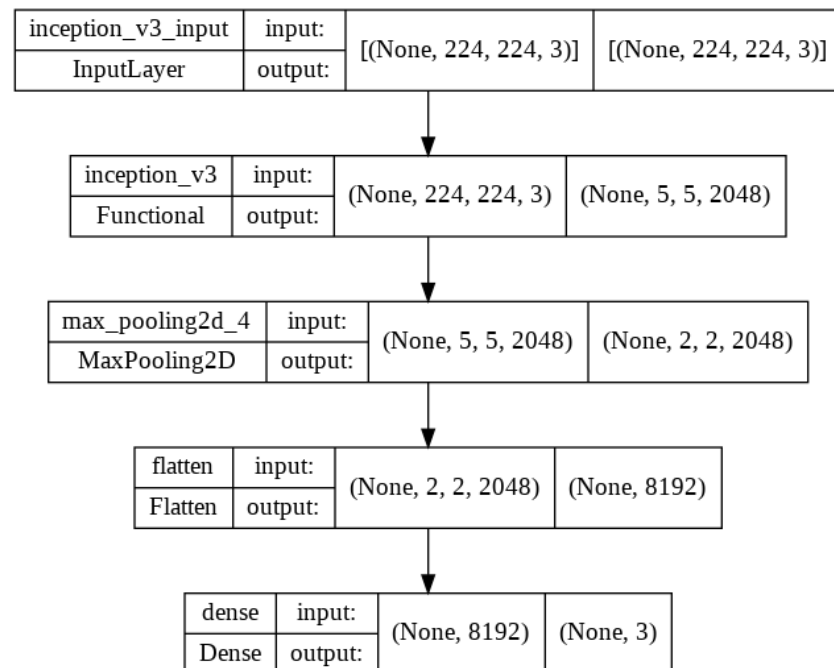 inception_v3_input input: [(None, 224, 224, 3)] [(None, 224, 224, 3)]
InputLayer output:
inception_v3 input: (None, 224, 224, 3) (None, 5, 5, 2048)
Functional output:
max_pooling2d_4 input: (None, 5, 5, 2048) (None, 2, 2, 2048)
MaxPooling2D output:
flatten input: (None, 2, 2, 2048) (None, 8192)
Flatten output:
dense input: (None, 8192) (None, 3)
Dense output: